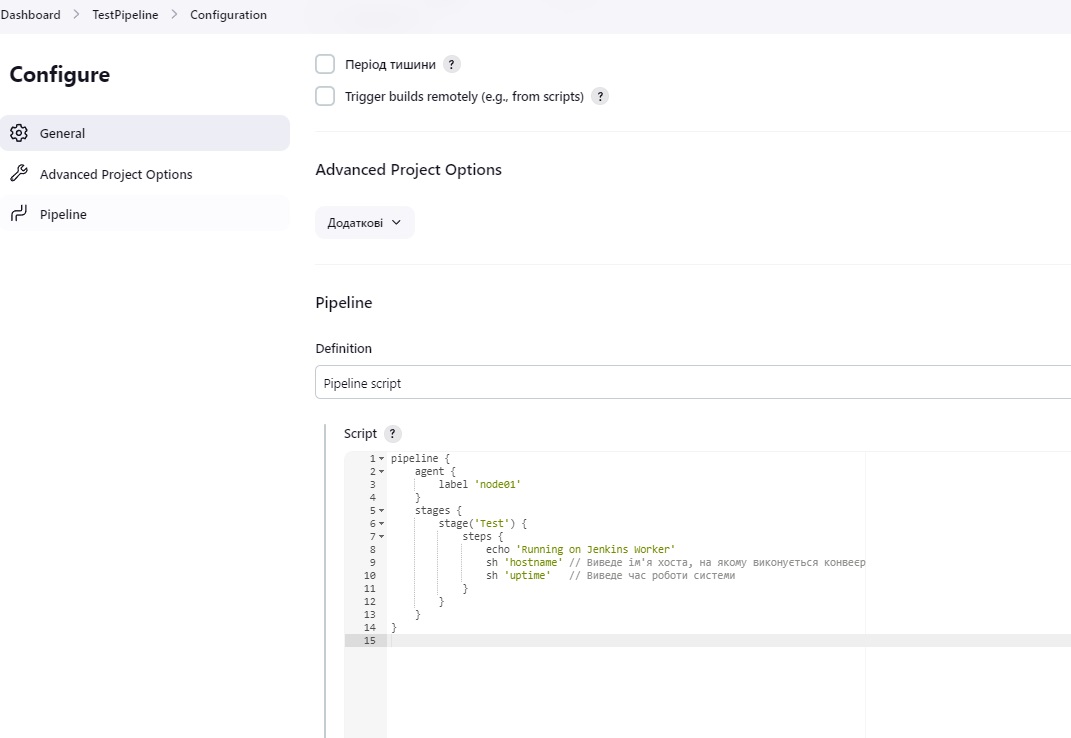 Dashboard > TestPipeline > Configuration
Configure
General
Advanced Project Options
Pipeline
Період тишини ?
Trigger builds remotely (e.g., from scripts) ?
Advanced Project Options
Додаткові
Pipeline
Definition
Pipeline script
Script ?
1 pipeline {
2     agent {
3         label 'node01'
4     }
5     stages {
6         stage('Test') {
7             steps {
8                 echo 'Running on Jenkins Worker'
9                 sh 'hostname' // Виведе ім'я хоста, на якому виконується конвеєр
10                 sh 'uptime'   // Виведе час роботи системи
11             }
12         }
13     }
14 }
15